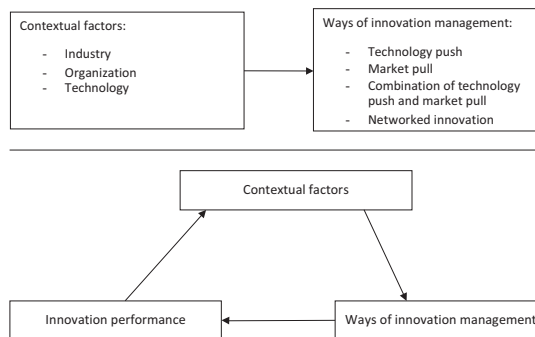 Contextual factors:
- Industry
- Organization
- Technology
Ways of innovation management:
- Technology push
- Market pull
- Combination of technology
push and market pull
- Networked innovation
Contextual factors
Innovation performance
Ways of innovation management